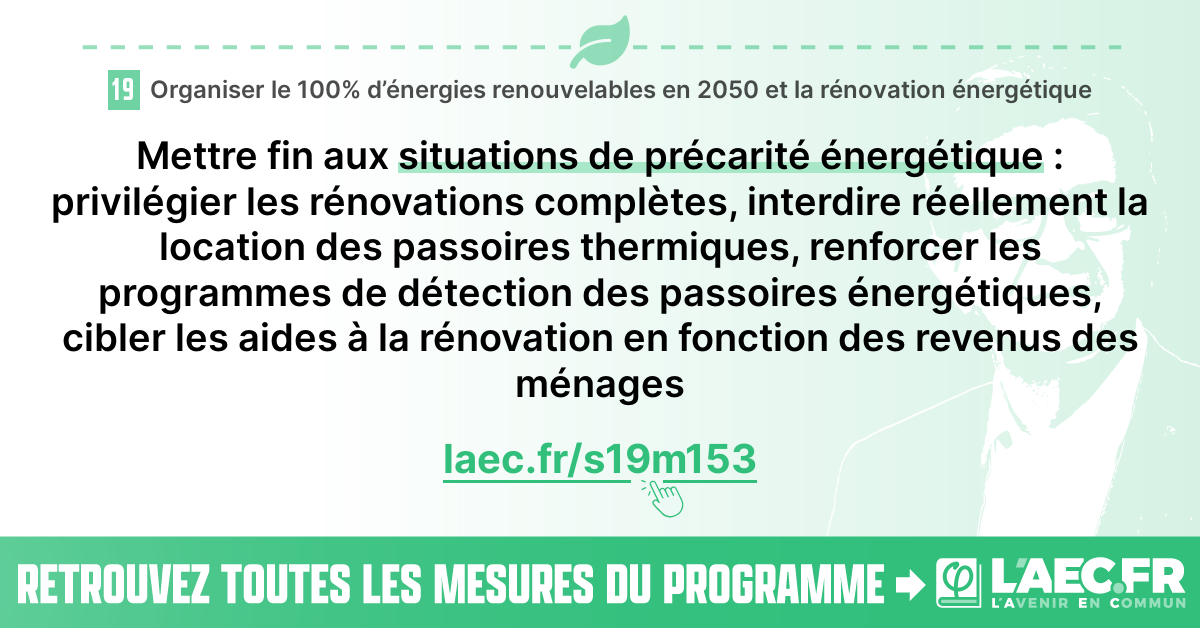 19 Organiser le 100% d’énergies renouvelables en 2050 et la rénovation énergétique
Mettre fin aux situations de précarité énergétique :
privilégier les rénovations complètes, interdire réellement la
location des passoires thermiques, renforcer les
programmes de détection des passoires énergétiques,
cibler les aides à la rénovation en fonction des revenus des
ménages
laec.fr/s19m153
RETROUVEZ TOUTES LES MESURES DU PROGRAMME
φ
L'AEC.FR
L'AVENIR EN COMMUN